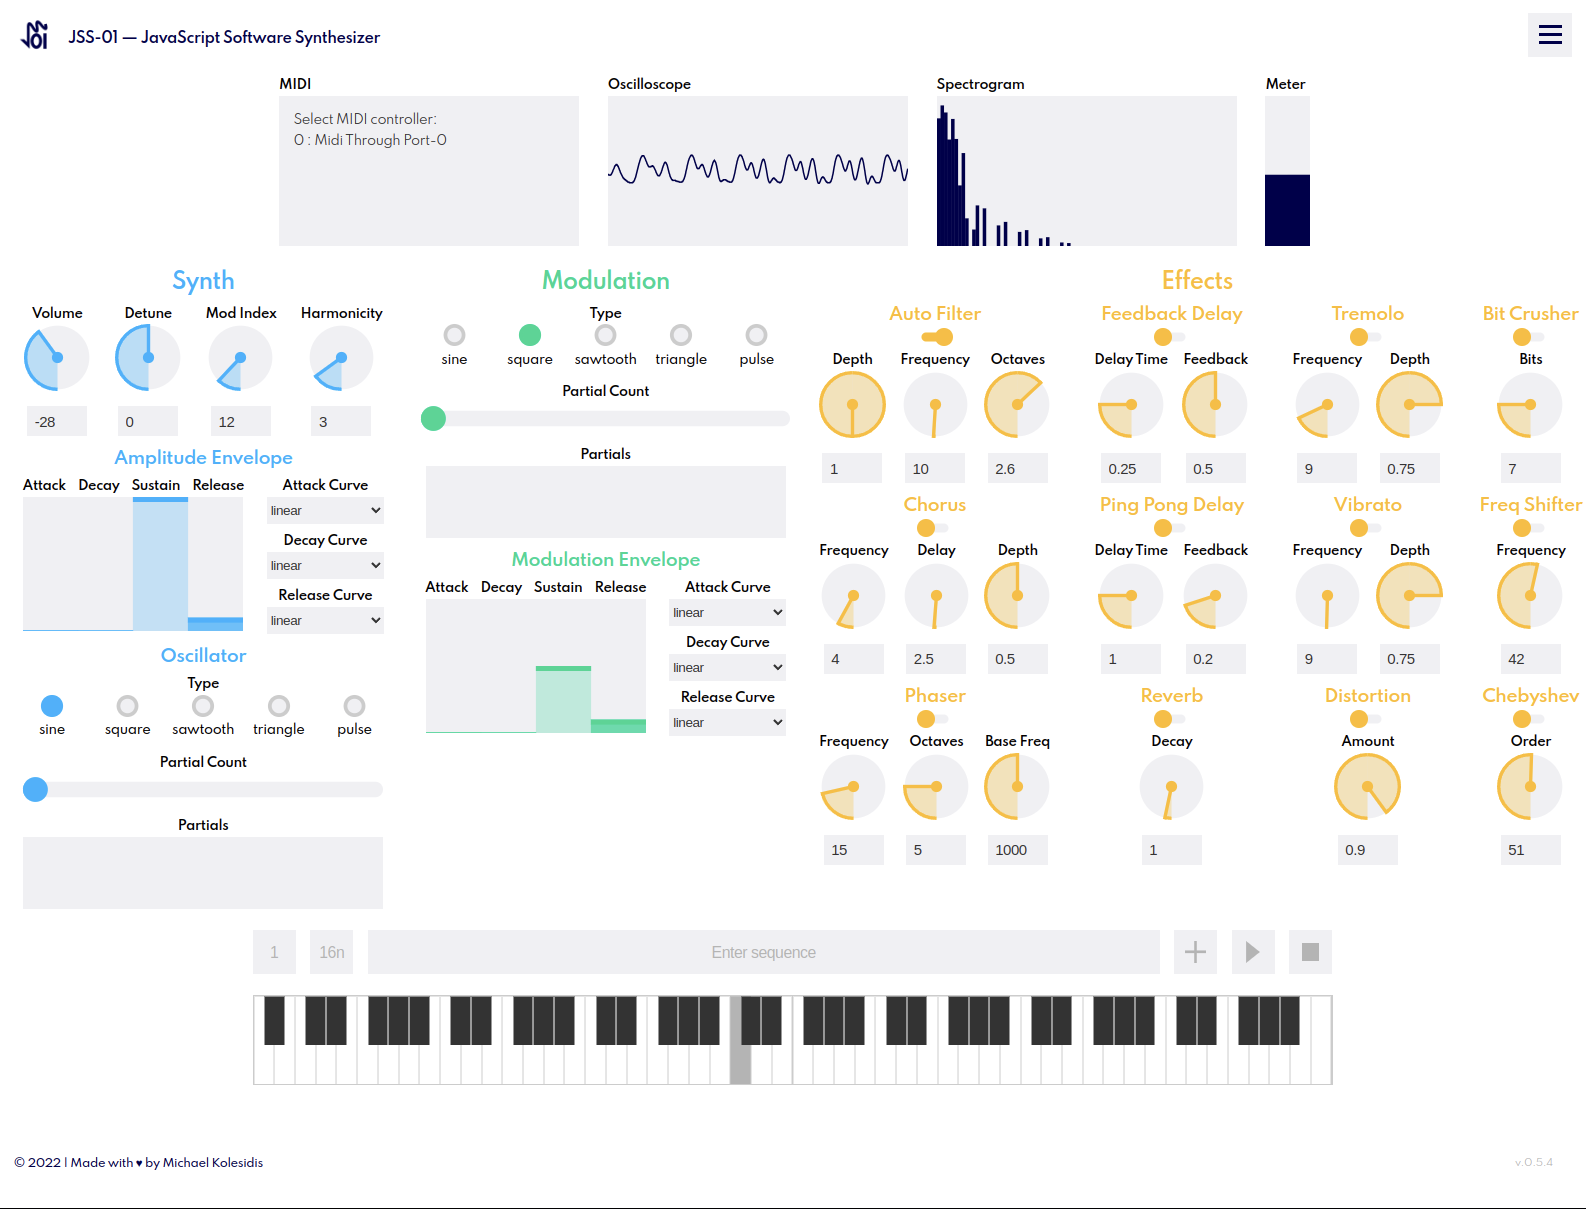 JSS-01 — JavaScript Software Synthesizer
MIDI
Select MIDI controller:
0 : Midi Through Port-0
Oscilloscope
Spectrogram
Meter
Synth
Volume Detune Mod Index Harmonicity
-28 0 12 3
Amplitude Envelope
Attack Decay Sustain Release
Attack Curve
linear
Decay Curve
linear
Release Curve
linear
Oscillator
Type
sine square sawtooth triangle pulse
Partial Count
Partials
Modulation
Type
sine square sawtooth triangle pulse
Partial Count
Partials
Modulation Envelope
Attack Decay Sustain Release
Attack Curve
linear
Decay Curve
linear
Release Curve
linear
Effects
Auto Filter
Depth Frequency Octaves
1 10 2.6
Feedback Delay
Delay Time Feedback
0.25 0.5
Tremolo
Frequency Depth
9 0.75
Bit Crusher
Bits
7
Chorus
Frequency Delay Depth
4 2.5 0.5
Ping Pong Delay
Delay Time Feedback
1 0.2
Vibrato
Frequency Depth
9 0.75
Freq Shifter
Frequency
42
Phaser
Frequency Octaves Base Freq
15 5 1000
Reverb
Decay
1
Distortion
Amount
0.9
Chebyshev
Order
51
1 16n Enter sequence
© 2022 | Made with ♥ by Michael Kolesidis
v.0.5.4